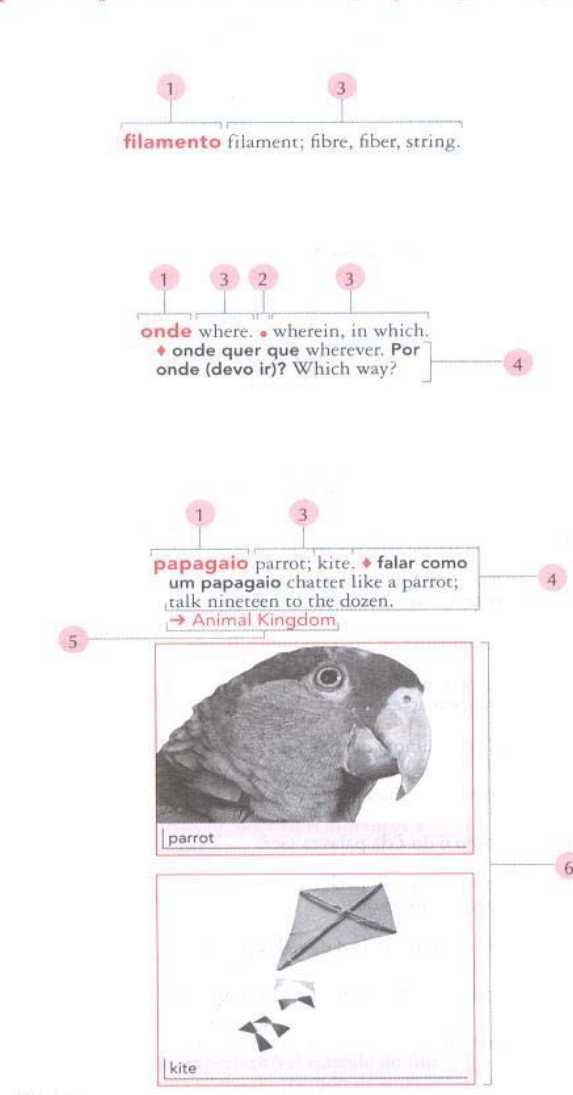 1 3
filamento filament; fibre, fiber, string.
1 3 2 3
onde where. • wherein, in which.
♦ onde quer que wherever. Por
onde (devo ir)? Which way?
4
1 3
papagaio parrot; kite. ♦ falar como
um papagaio chatter like a parrot;
talk nineteen to the dozen.
4
→ Animal Kingdom
5
parrot
6
kite